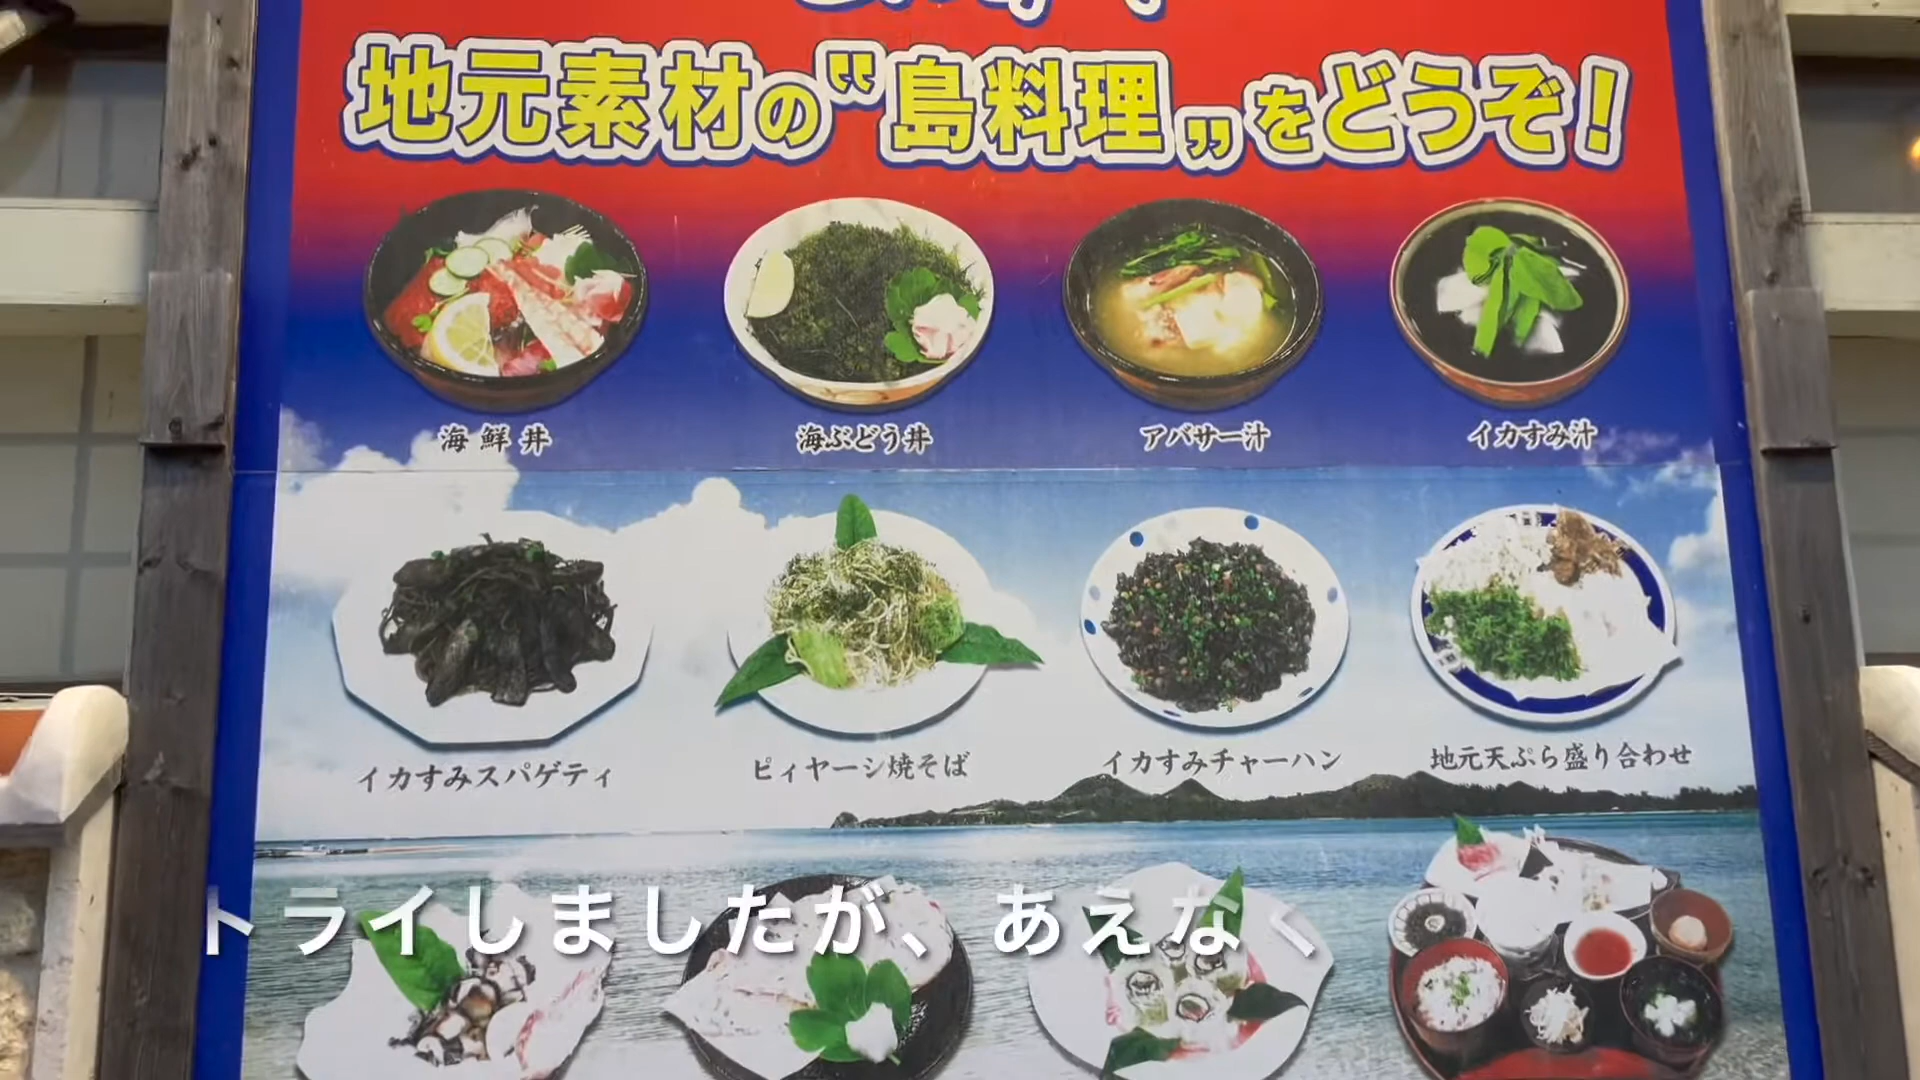 地元素材の"島料理"をどうぞ!
海鮮丼
海ぶどう丼
アバサー汁
イカすみ汁
イカすみスパゲティ
ピィヤーシ焼そば
イカすみチャーハン
地元天ぷら盛り合わせ
トライしましたが、あえなく